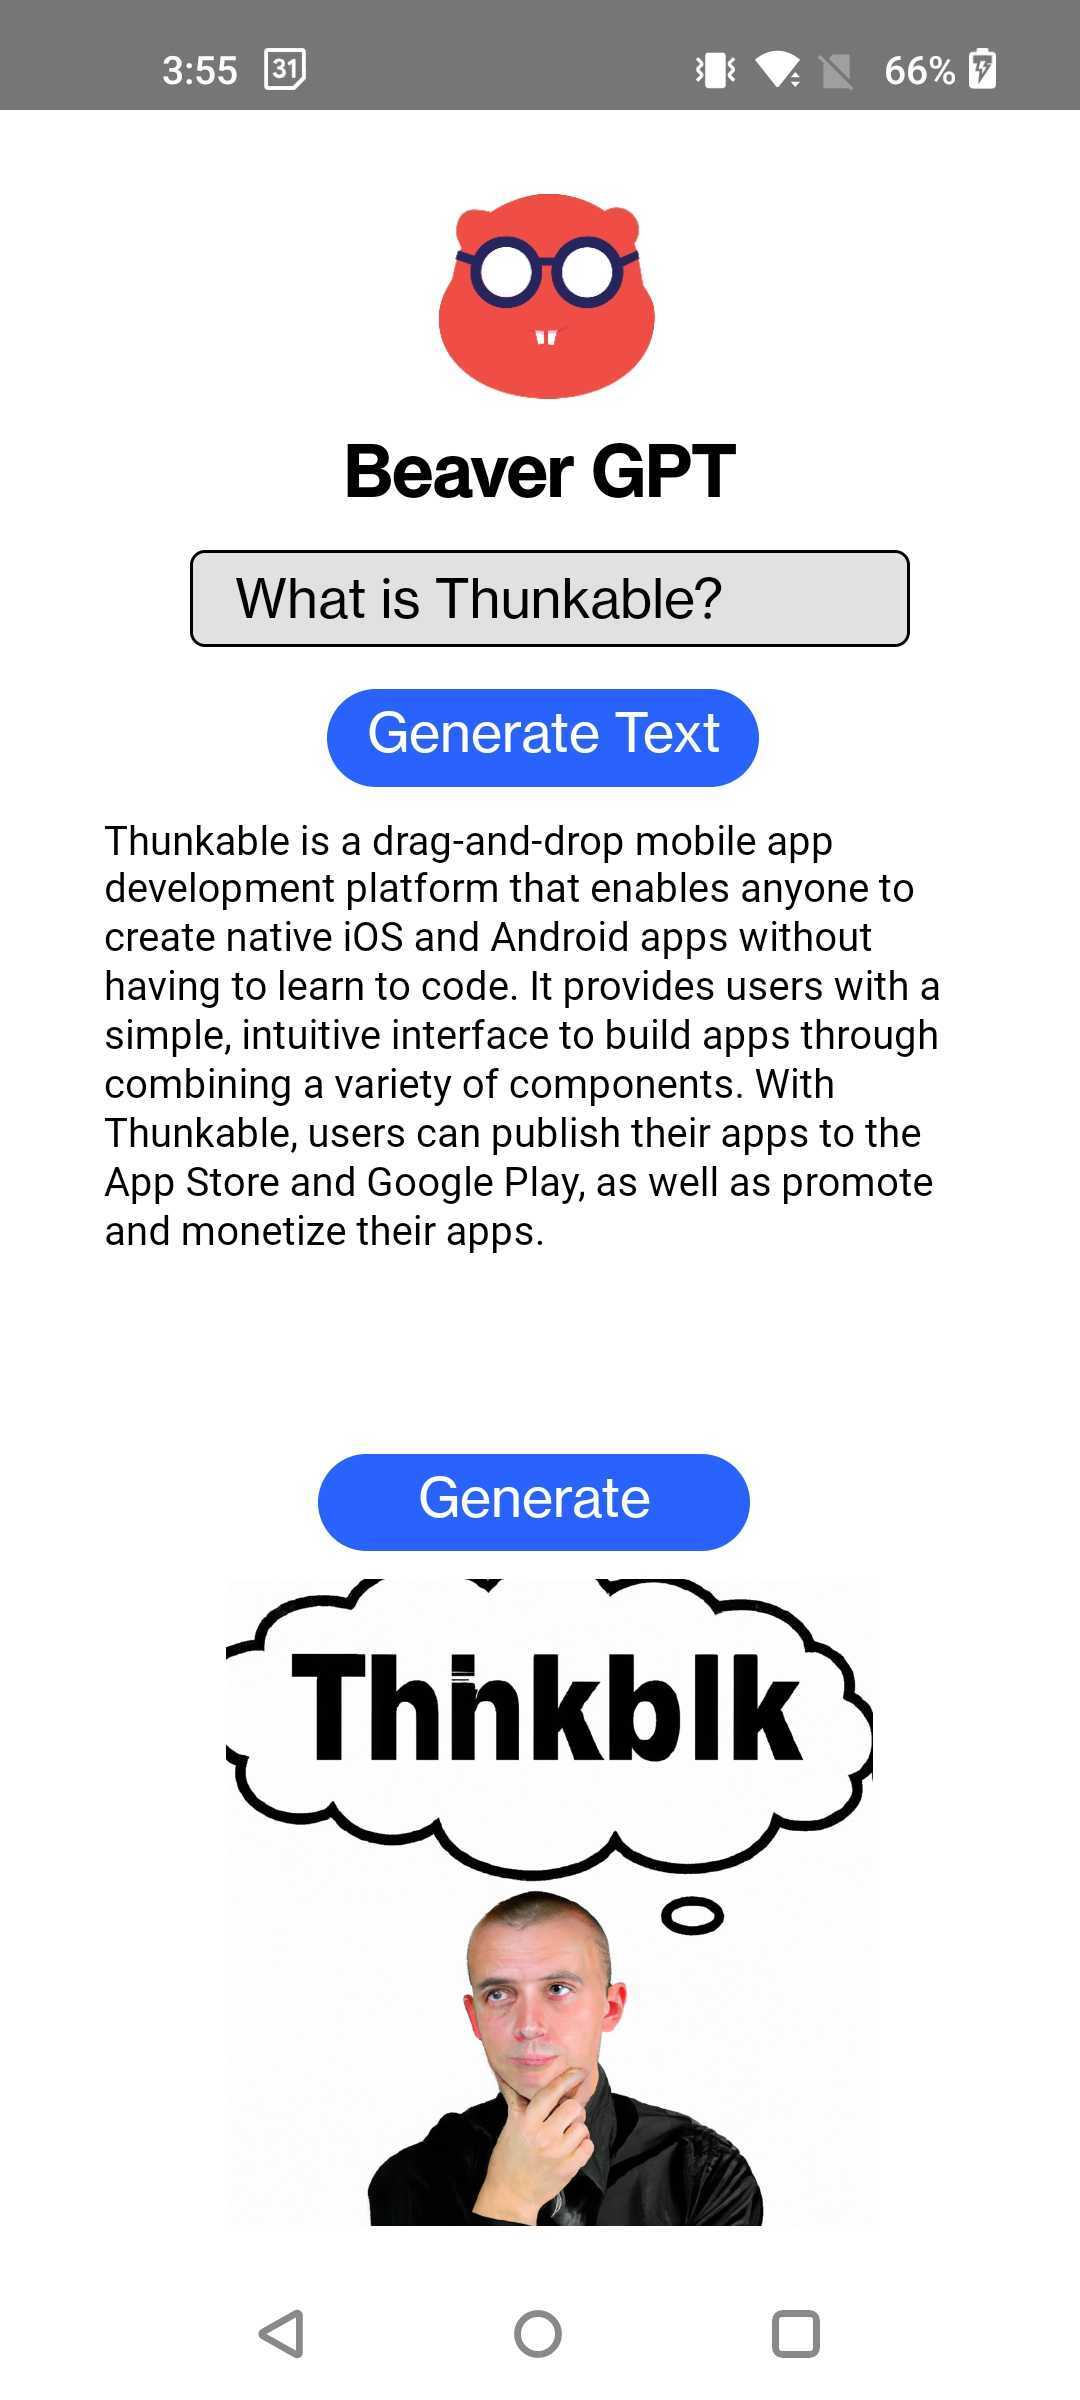 3:55 31 66%
Beaver GPT
What is Thunkable?
Generate Text
Thunkable is a drag-and-drop mobile app
development platform that enables anyone to
create native iOS and Android apps without
having to learn to code. It provides users with a
simple, intuitive interface to build apps through
combining a variety of components. With
Thunkable, users can publish their apps to the
App Store and Google Play, as well as promote
and monetize their apps.
Generate
Thnkblk